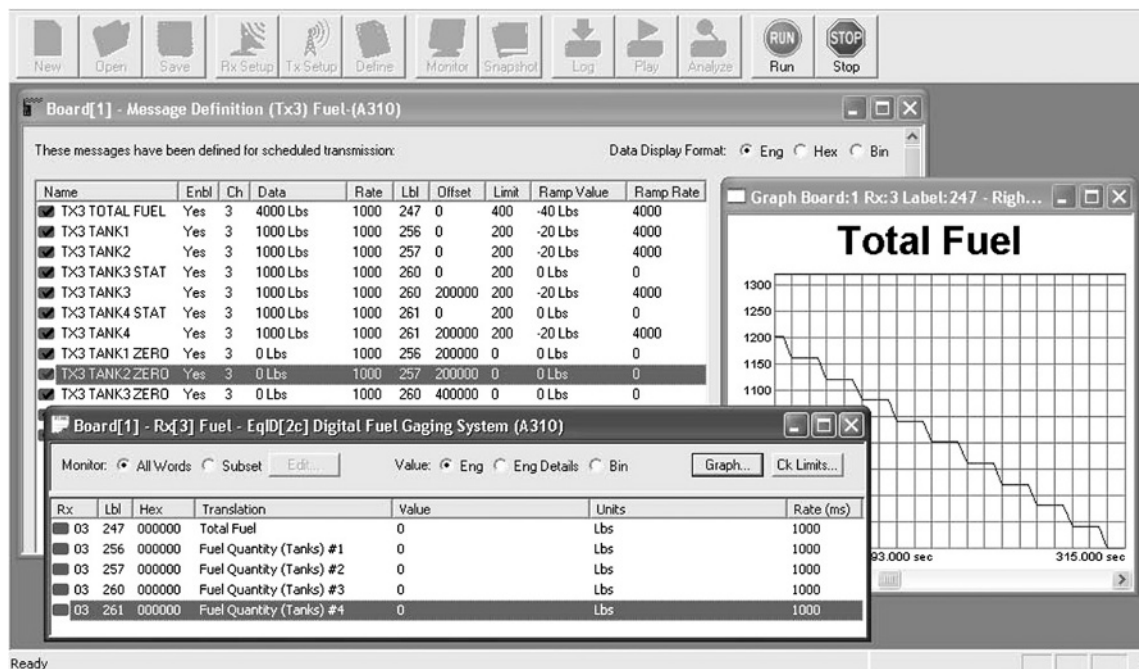 New Open Save Rx Setup Tx Setup Define Monitor Snapshot Log Play Analyze RUN Run STOP Stop
Board[1] - Message Definition (Tx3) Fuel-(A310)
These messages have been defined for scheduled transmission: Data Display Format: Eng Hex Bin
Name Enbl Ch Data Rate Lbl Offset Limit Ramp Value Ramp Rate
TX3 TOTAL FUEL Yes 3 4000 Lbs 1000 247 0 400 -40 Lbs 4000
TX3 TANK1 Yes 3 1000 Lbs 1000 256 0 200 -20 Lbs 4000
TX3 TANK2 Yes 3 1000 Lbs 1000 257 0 200 -20 Lbs 4000
TX3 TANK3 STAT Yes 3 1000 Lbs 1000 260 0 200 0 Lbs 0
TX3 TANK3 Yes 3 1000 Lbs 1000 260 200000 200 -20 Lbs 4000
TX3 TANK4 STAT Yes 3 1000 Lbs 1000 261 0 200 0 Lbs 0
TX3 TANK4 Yes 3 1000 Lbs 1000 261 200000 200 -20 Lbs 4000
TX3 TANK1 ZERO Yes 3 0 Lbs 1000 256 200000 0 0 Lbs 0
TX3 TANK2 ZERO Yes 3 0 Lbs 1000 257 200000 0 0 Lbs 0
TX3 TANK3 ZERO Yes 3 0 Lbs 1000 260 400000 0 0 Lbs 0
Graph Board:1 Rx:3 Label:247 - Righ...
Total Fuel
1300
1250
1200
1150
1100
93.000 sec 315.000 sec
Board[1] - Rx[3] Fuel - EqID[2c] Digital Fuel Gaging System (A310)
Monitor: All Words Subset Edit... Value: Eng Eng Details Bin Graph... Ck Limits...
Rx Lbl Hex Translation Value Units Rate (ms)
03 247 000000 Total Fuel 0 Lbs 1000
03 256 000000 Fuel Quantity (Tanks) #1 0 Lbs 1000
03 257 000000 Fuel Quantity (Tanks) #2 0 Lbs 1000
03 260 000000 Fuel Quantity (Tanks) #3 0 Lbs 1000
03 261 000000 Fuel Quantity (Tanks) #4 0 Lbs 1000
Ready